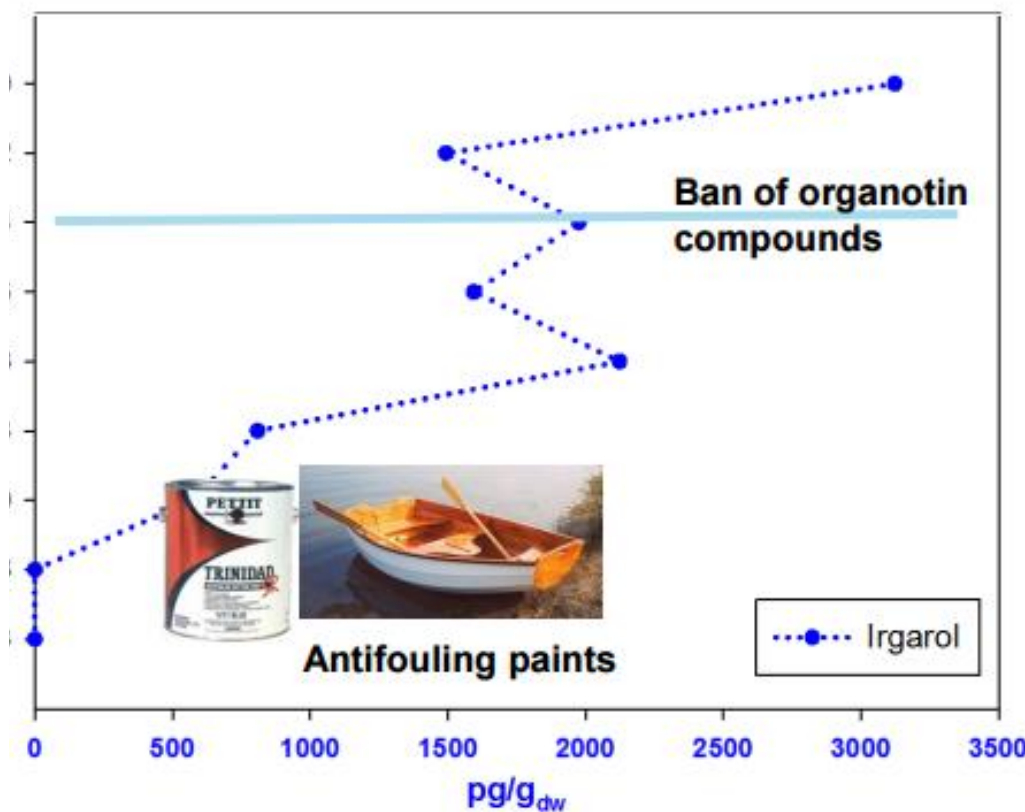 Ban of organotin
compounds
PETTIT
TRINIDAD
Antifouling paints
Irgarol
0 500 1000 1500 2000 2500 3000 3500
pg/gdw